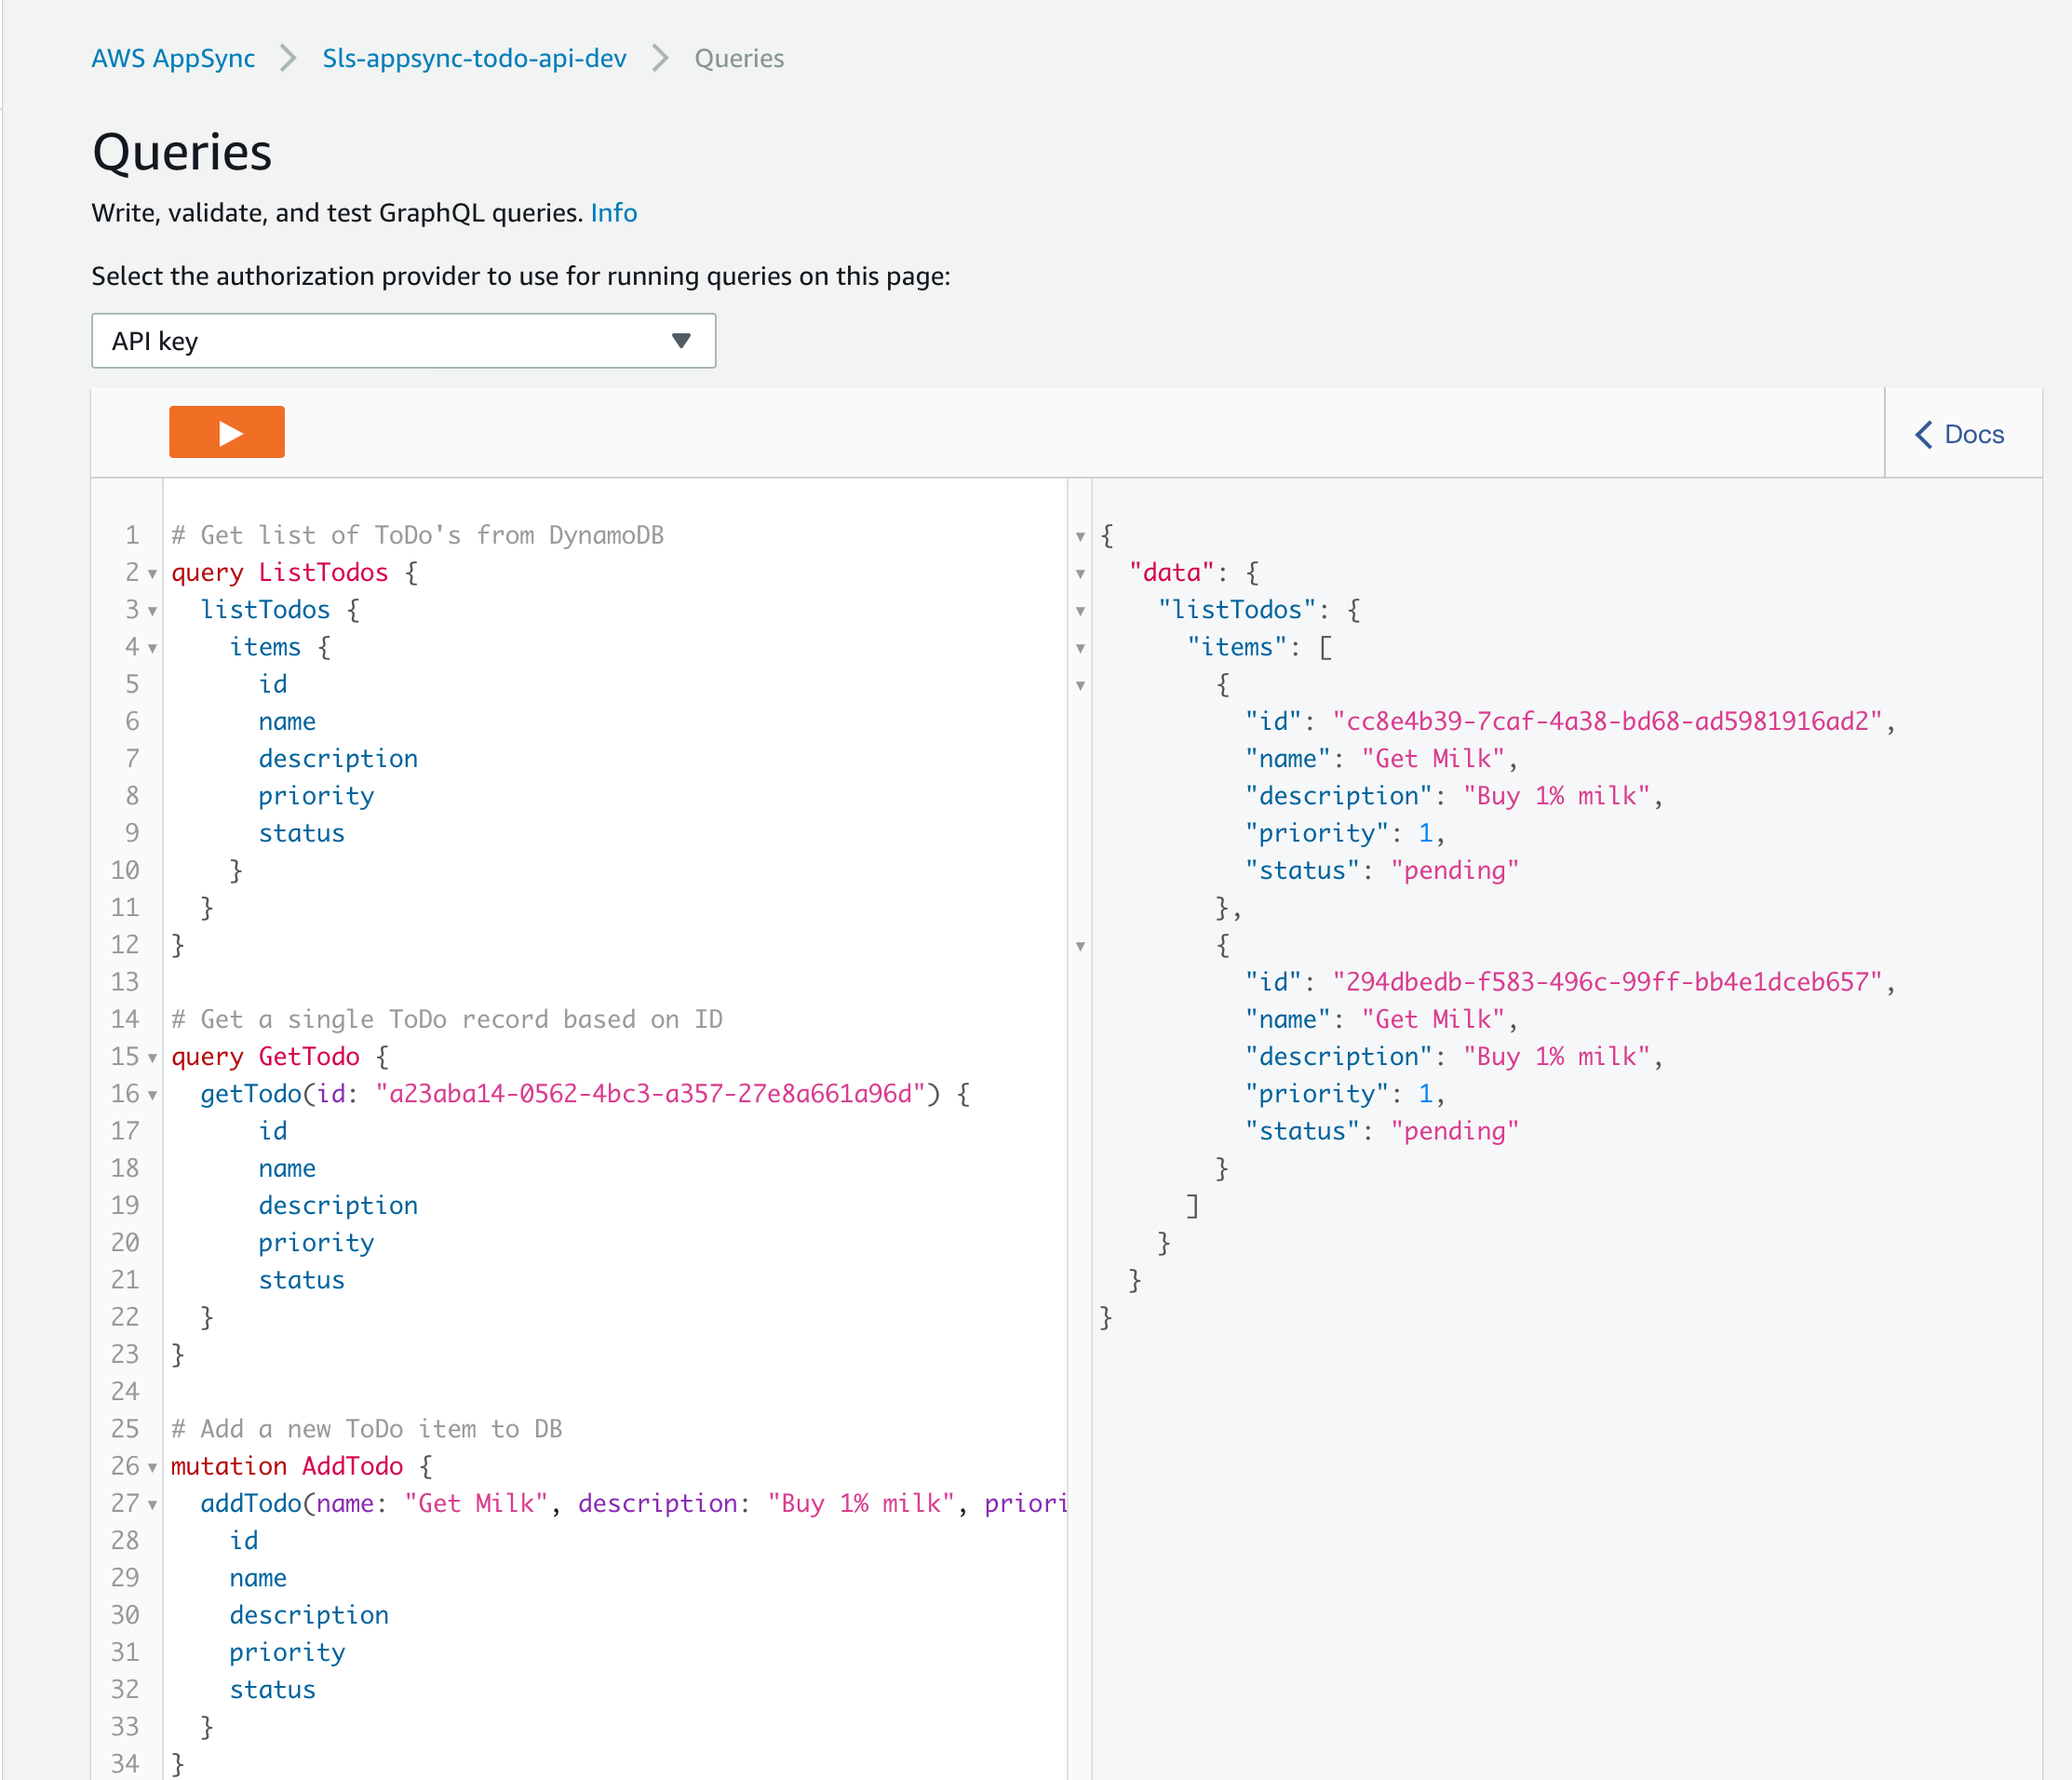 AWS AppSync > Sls-appsync-todo-api-dev > Queries
Queries
Write, validate, and test GraphQL queries. Info
Select the authorization provider to use for running queries on this page:
API key
Docs
1 # Get list of ToDo's from DynamoDB
2 query ListTodos {
3 listTodos {
4 items {
5 id
6 name
7 description
8 priority
9 status
10 }
11 }
12 }
13
14 # Get a single ToDo record based on ID
15 query GetTodo {
16 getTodo(id: "a23aba14-0562-4bc3-a357-27e8a661a96d") {
17 id
18 name
19 description
20 priority
21 status
22 }
23 }
24
25 # Add a new ToDo item to DB
26 mutation AddTodo {
27 addTodo(name: "Get Milk", description: "Buy 1% milk", priori
28 id
29 name
30 description
31 priority
32 status
33 }
34 }
{
"data": {
"listTodos": {
"items": [
{
"id": "cc8e4b39-7caf-4a38-bd68-ad5981916ad2",
"name": "Get Milk",
"description": "Buy 1% milk",
"priority": 1,
"status": "pending"
},
{
"id": "294dbedb-f583-496c-99ff-bb4e1dceb657",
"name": "Get Milk",
"description": "Buy 1% milk",
"priority": 1,
"status": "pending"
}
]
}
}
}